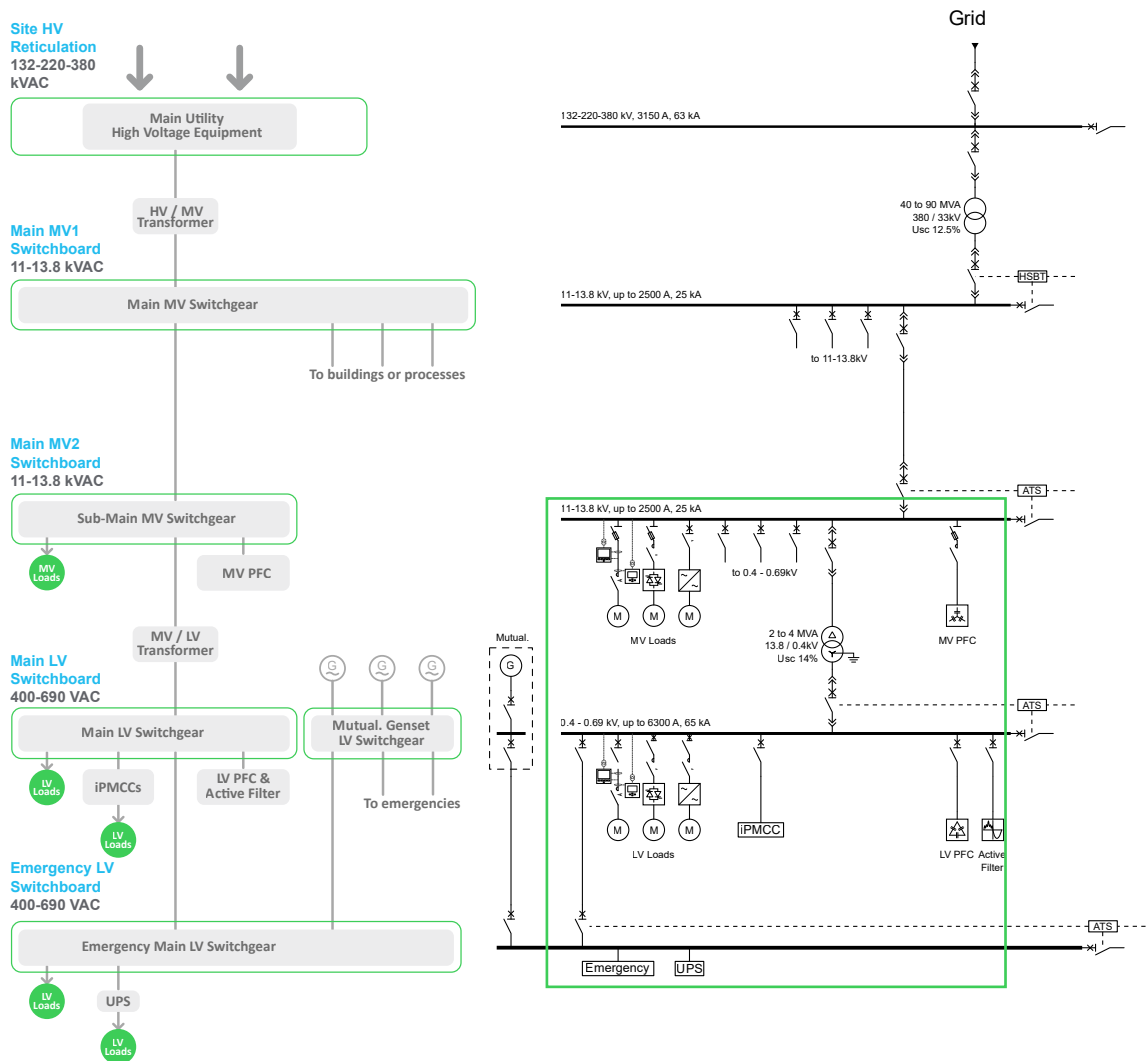 Site HV
Reticulation
132-220-380
kVAC
Main Utility
High Voltage Equipment
HV / MV
Transformer
Main MV1
Switchboard
11-13.8 kVAC
Main MV Switchgear
To buildings or processes
Main MV2
Switchboard
11-13.8 kVAC
Sub-Main MV Switchgear
MV
Loads
MV PFC
MV / LV
Transformer
Main LV
Switchboard
400-690 VAC
G
G
G
Main LV Switchgear
Mutual. Genset
LV Switchgear
LV
Loads
iPMCCs
LV PFC &
Active Filter
To emergencies
LV
Loads
Emergency LV
Switchboard
400-690 VAC
Emergency Main LV Switchgear
LV
Loads
UPS
LV
Loads
Grid
132-220-380 kV, 3150 A, 63 kA
40 to 90 MVA
380 / 33kV
Usc 12.5%
HSBT
11-13.8 kV, up to 2500 A, 25 kA
to 11-13.8kV
ATS
11-13.8 kV, up to 2500 A, 25 kA
to 0.4 - 0.69kV
M
M
M
MV Loads
2 to 4 MVA
13.8 / 0.4kV
Usc 14%
MV PFC
Mutual.
G
ATS
0.4 - 0.69 kV, up to 6300 A, 65 kA
M
M
M
LV Loads
iPMCC
LV PFC
Active
Filter
ATS
Emergency
UPS